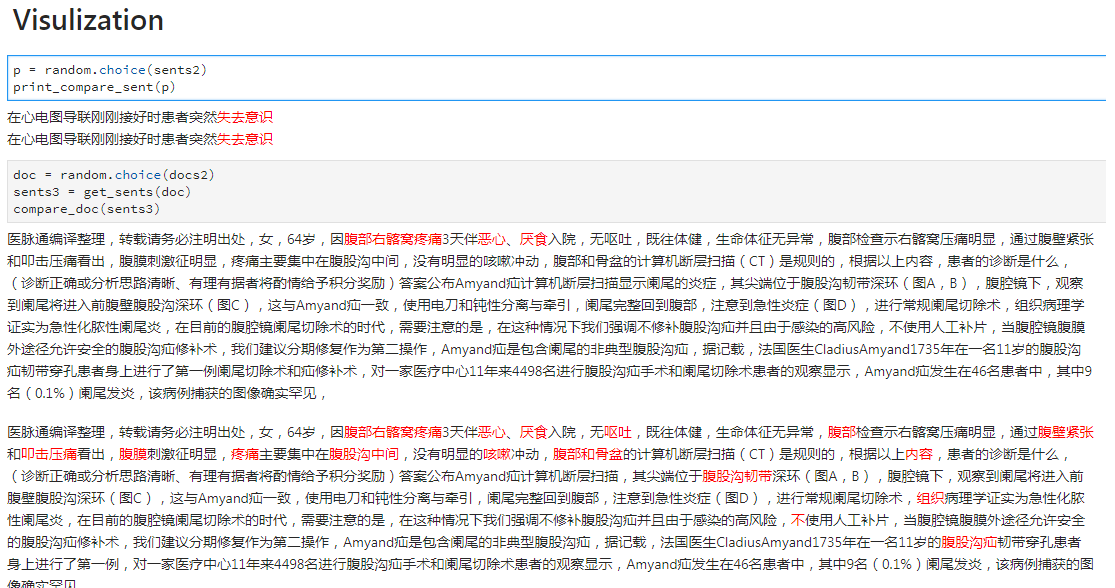 Visulization
p = random.choice(sents2)
print_compare_sent(p)
在心电图导联刚刚接好时患者突然失去意识
在心电图导联刚刚接好时患者突然失去意识
doc = random.choice(docs2)
sents3 = get_sents(doc)
compare_doc(sents3)
医脉通编译整理，转载请务必注明出处，女，64岁，因腹部右髂窝疼痛3天伴恶心、厌食入院，无呕吐，既往体健，生命体征无异常，腹部检查示右髂窝压痛明显，通过腹壁紧张
和叩击压痛看出，腹膜刺激征明显，疼痛主要集中在腹股沟中间，没有明显的咳嗽冲动，腹部和骨盆的计算机断层扫描（CT）是规则的，根据以上内容，患者的诊断是什么，
（诊断正确或分析思路清晰、有理有据者将酌情给予积分奖励）答案公布Amyand疝计算机断层扫描显示阑尾的炎症，其尖端位于腹股沟韧带深环（图A，B），腹腔镜下，观察
到阑尾将进入前腹壁腹股沟深环（图C），这与Amyand疝一致，使用电刀和钝性分离与牵引，阑尾完整回到腹部，注意到急性炎症（图D），进行常规阑尾切除术，组织病理学
证实为急性化脓性阑尾炎，在目前的腹腔镜阑尾切除术的时代，需要注意的是，在这种情况下我们强调不修补腹股沟疝并且由于感染的高风险，不使用人工补片，当腹腔镜腹膜
外途径允许安全的腹股沟疝修补术，我们建议分期修复作为第二操作，Amyand疝是包含阑尾的非典型腹股沟疝，据记载，法国医生CladiusAmyand1735年在一名11岁的腹股沟
疝韧带穿孔患者身上进行了第一例阑尾切除术和疝修补术，对一家医疗中心11年来4498名进行腹股沟疝手术和阑尾切除术患者的观察显示，Amyand疝发生在46名患者中，其中9
名（0.1%）阑尾发炎，该病例捕获的图像确实罕见，
医脉通编译整理，转载请务必注明出处，女，64岁，因腹部右髂窝疼痛3天伴恶心、厌食入院，无呕吐，既往体健，生命体征无异常，腹部检查示右髂窝压痛明显，通过腹壁紧张
和叩击压痛看出，腹膜刺激征明显，疼痛主要集中在腹股沟中间，没有明显的咳嗽冲动，腹部和骨盆的计算机断层扫描（CT）是规则的，根据以上内容，患者的诊断是什么，
（诊断正确或分析思路清晰、有理有据者将酌情给予积分奖励）答案公布Amyand疝计算机断层扫描，其尖端位于腹股沟韧带深环（图A，B），腹腔镜下，观察到阑尾将进入前
腹壁腹股沟深环（图C），这与Amyand疝一致，使用电刀和钝性分离与牵引，阑尾完整回到腹部，注意到急性炎症（图D），进行常规阑尾切除术，组织病理学证实为急性化脓
性阑尾炎，在目前的腹腔镜阑尾切除术的时代，需要注意的是，在这种情况下我们强调不修补腹股沟疝并且由于感染的高风险，不使用人工补片，当腹腔镜腹膜外途径允许安全
的腹股沟疝修补术，我们建议分期修复作为第二操作，Amyand疝是包含阑尾的非典型腹股沟疝，据记载，法国医生CladiusAmyand1735年在一名11岁的腹股沟疝韧带穿孔患者
身上进行了第一例，对一家医疗中心11年来4498名进行腹股沟疝手术和阑尾切除术患者的观察显示，Amyand疝发生在46名患者中，其中9名（0.1%）阑尾发炎，该病例捕获的图
像确实罕见